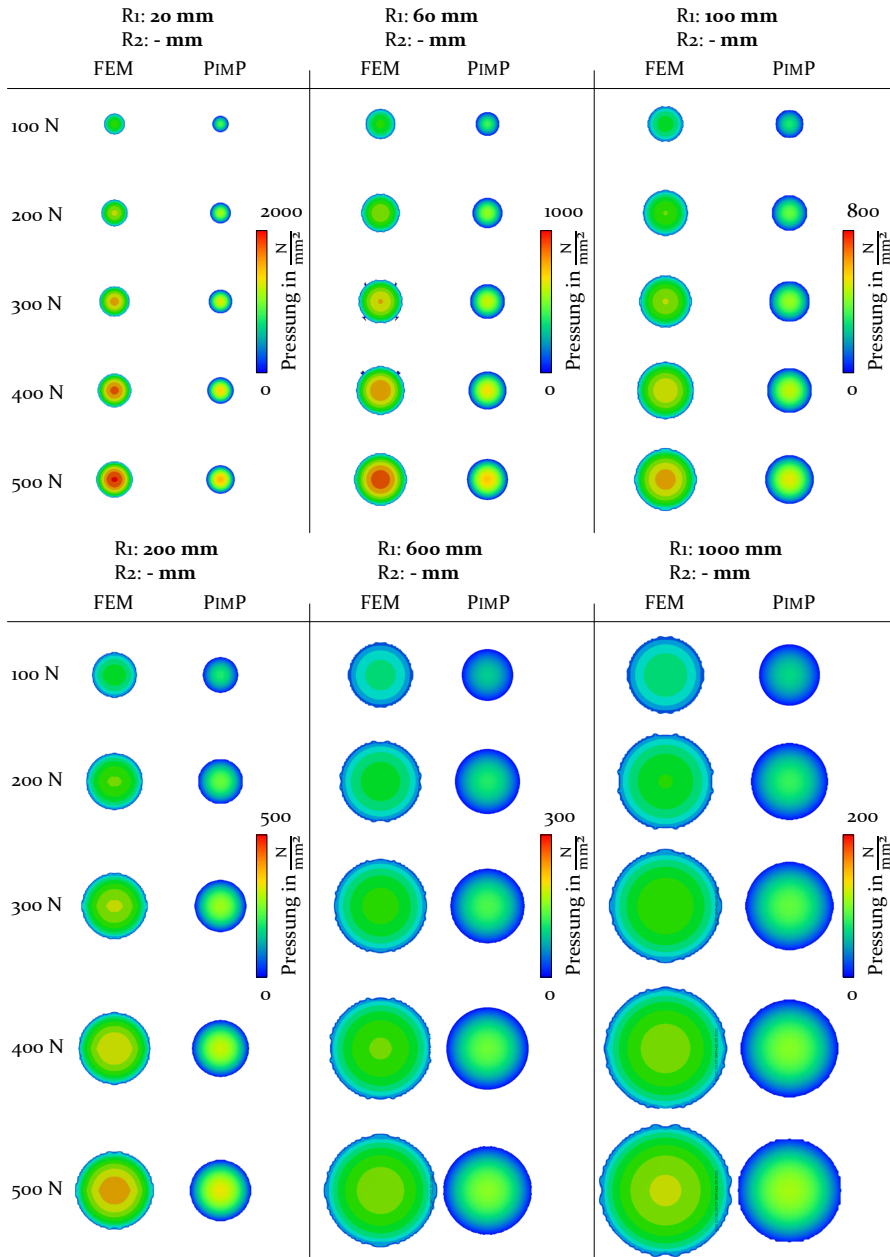 R1: 20 mm
R2: - mm
R1: 60 mm
R2: - mm
R1: 100 mm
R2: - mm
FEM PIMP FEM PIMP FEM PIMP
100 N
200 N
2000
0
Pressung in N/mm²
1000
0
Pressung in N/mm²
800
0
Pressung in N/mm²
300 N
400 N
500 N
R1: 200 mm
R2: - mm
R1: 600 mm
R2: - mm
R1: 1000 mm
R2: - mm
FEM PIMP FEM PIMP FEM PIMP
100 N
200 N
500
0
Pressung in N/mm²
300
0
Pressung in N/mm²
200
0
Pressung in N/mm²
300 N
400 N
500 N